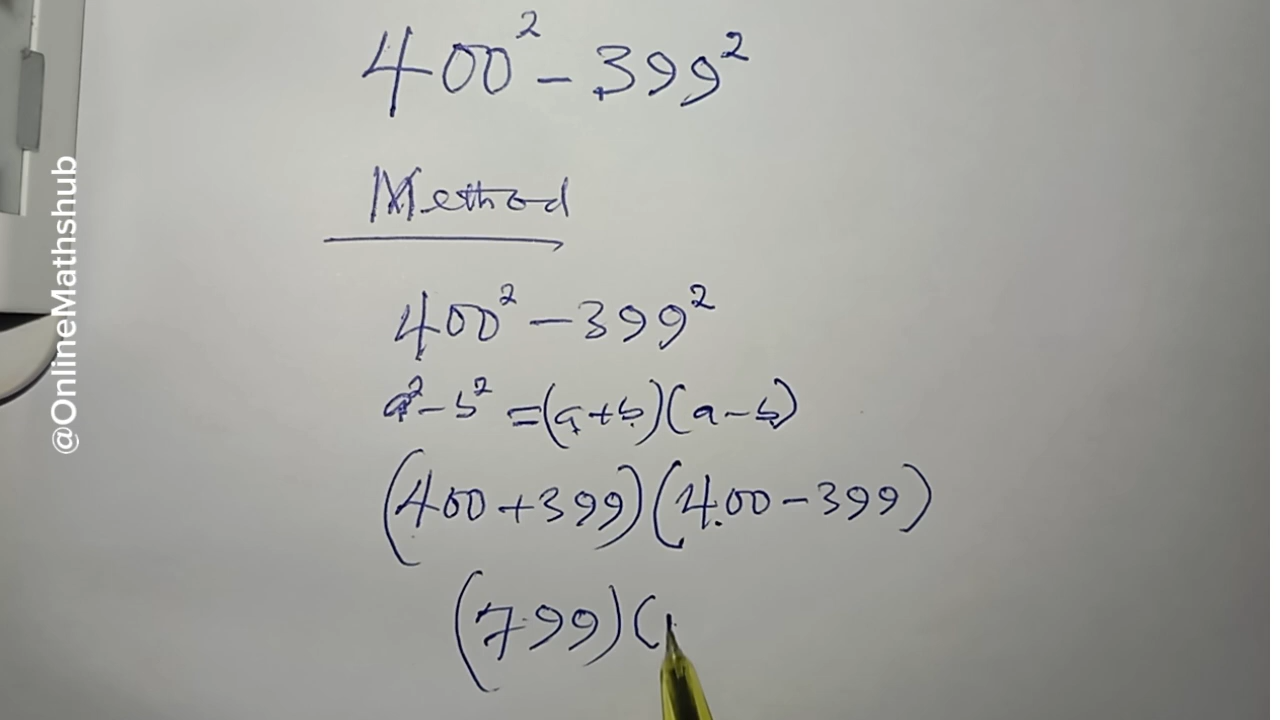 400² - 399²
Method
400² - 399²
a² - b² = (a+b)(a-b)
(400+399)(400-399)
(799)(
@OnlineMathshub